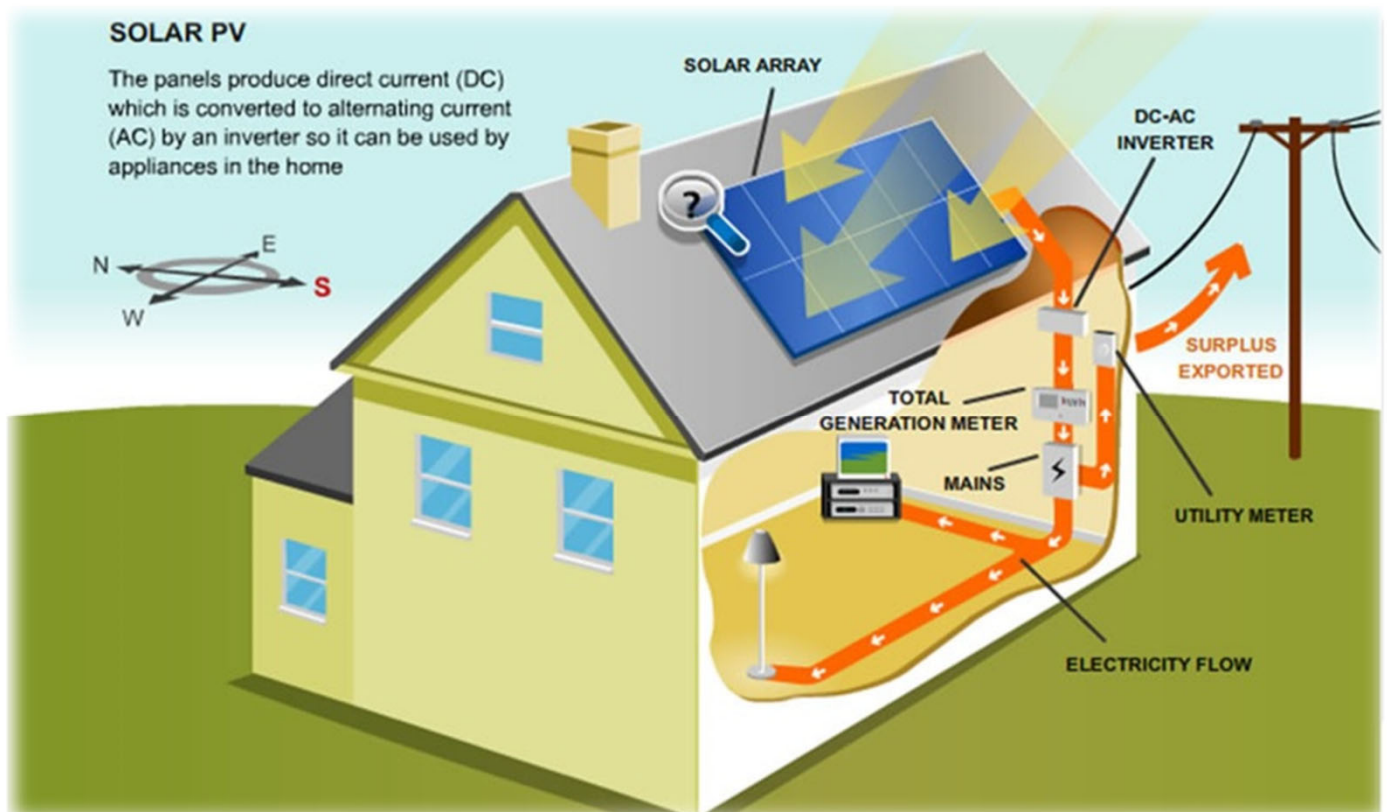 SOLAR PV
The panels produce direct current (DC)
which is converted to alternating current
(AC) by an inverter so it can be used by
appliances in the home
N
E
S
W
SOLAR ARRAY
?
DC-AC
INVERTER
SURPLUS
EXPORTED
TOTAL
GENERATION METER
MAINS
UTILITY METER
ELECTRICITY FLOW